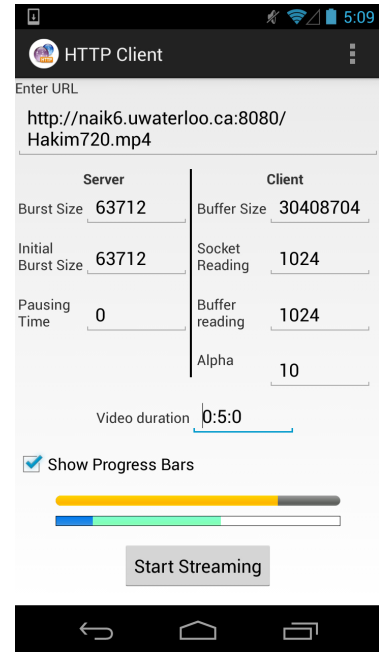 5:09
HTTP Client
Enter URL
http://naik6.uwaterloo.ca:8080/
Hakim720.mp4
Server
Client
Burst Size 63712
Buffer Size 30408704
Initial
Burst Size 63712
Socket
Reading 1024
Pausing
Time 0
Buffer
reading 1024
Alpha 10
Video duration 0:5:0
Show Progress Bars
Start Streaming